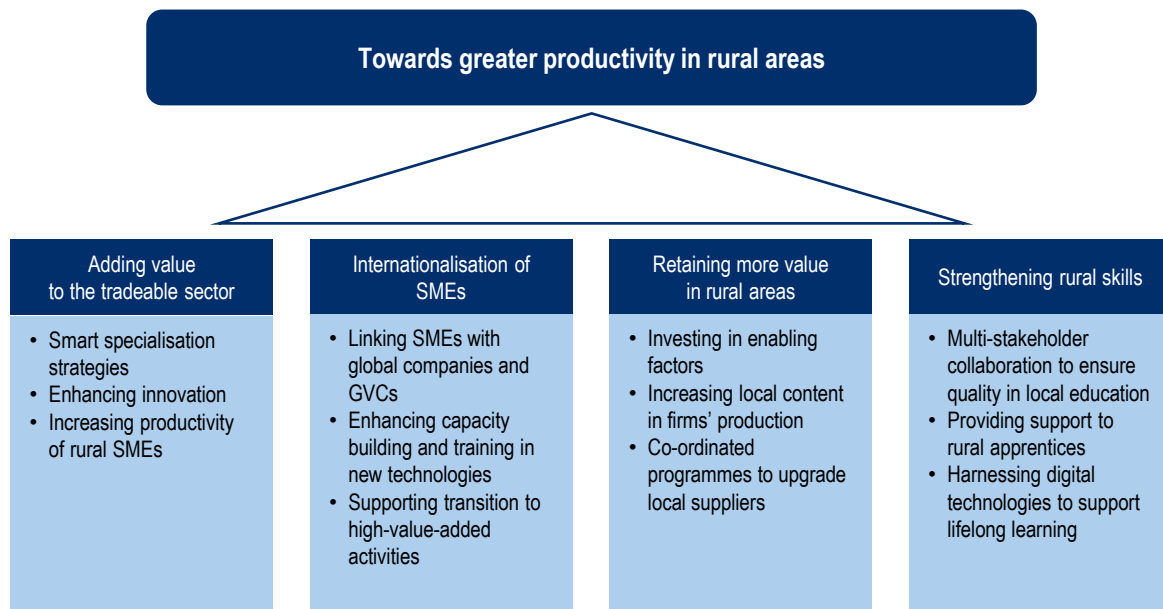 Towards greater productivity in rural areas
Adding value
to the tradeable sector
• Smart specialisation
strategies
• Enhancing innovation
• Increasing productivity
of rural SMEs
Internationalisation of
SMEs
• Linking SMEs with
global companies and
GVCs
• Enhancing capacity
building and training in
new technologies
• Supporting transition to
high-value-added
activities
Retaining more value
in rural areas
• Investing in enabling
factors
• Increasing local content
in firms’ production
• Co-ordinated
programmes to upgrade
local suppliers
Strengthening rural skills
• Multi-stakeholder
collaboration to ensure
quality in local education
• Providing support to
rural apprentices
• Harnessing digital
technologies to support
lifelong learning